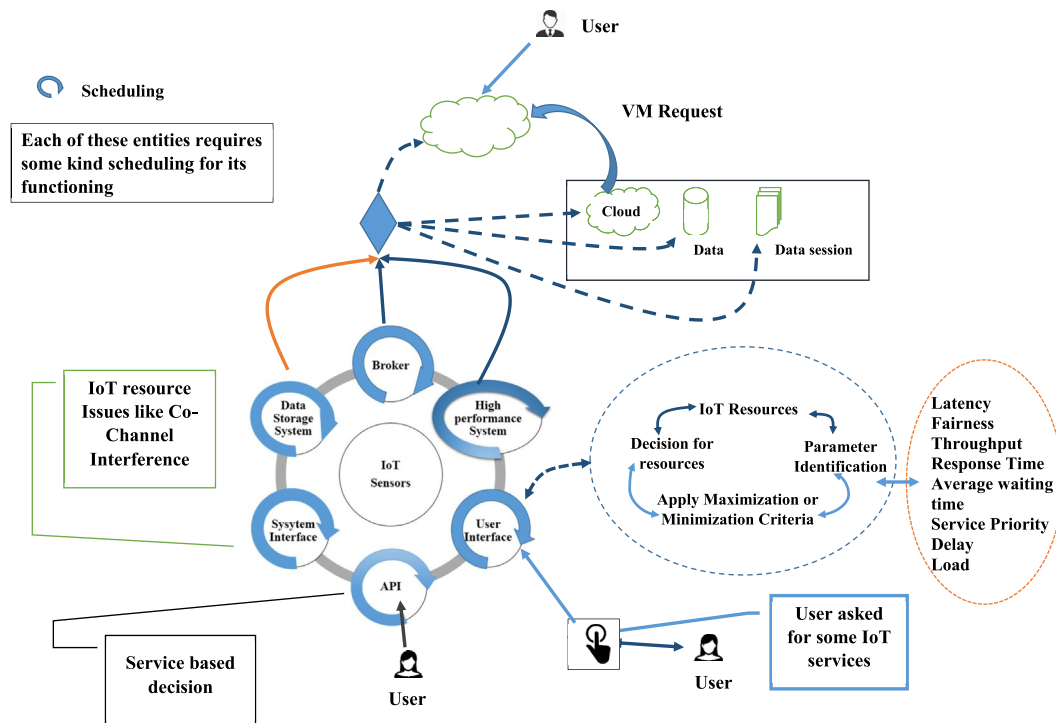 User
Scheduling
VM Request
Each of these entities requires
some kind scheduling for its
functioning
Cloud
Data
Data session
Broker
Data
Storage
System
High
performance
System
IoT
Sensors
Sysytem
Interface
User
Interface
API
IoT resource
Issues like Co-
Channel
Interference
IoT Resources
Decision for
resources
Parameter
Identification
Apply Maximization or
Minimization Criteria
Latency
Fairness
Throughput
Response Time
Average waiting
time
Service Priority
Delay
Load
Service based
decision
User
User
User asked
for some IoT
services